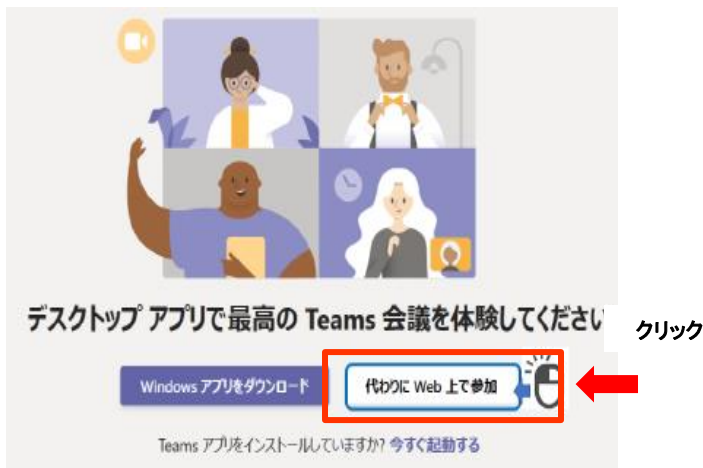 デスクトップ アプリで最高の Teams 会議を体験してください
クリック
Windows アプリをダウンロード
代わりに Web 上で参加
Teams アプリをインストールしていますか? 今すぐ起動する